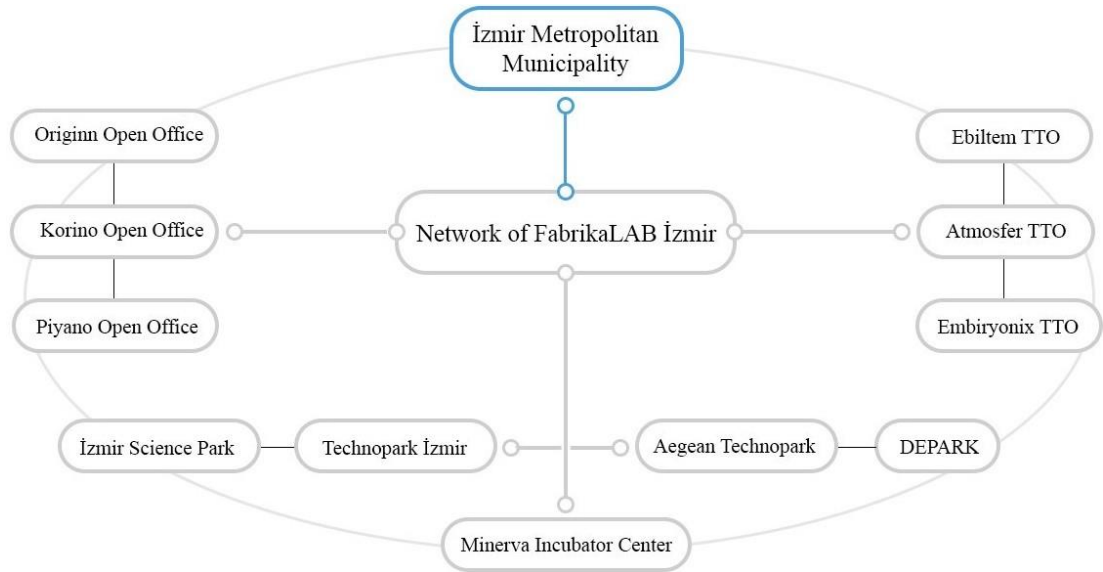 İzmir Metropolitan
Municipality
Originn Open Office
Ebiltem TTO
Korino Open Office
Network of FabrikaLAB İzmir
Atmosfer TTO
Piyano Open Office
Embiryonix TTO
İzmir Science Park
Technopark İzmir
Aegean Technopark
DEPARK
Minerva Incubator Center